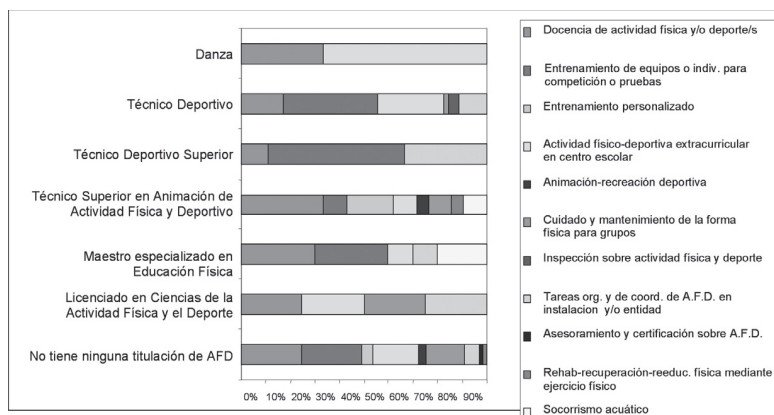 Danza
Técnico Deportivo
Técnico Deportivo Superior
Técnico Superior en Animación de
Actividad Física y Deportivo
Maestro especializado en
Educación Física
Licenciado en Ciencias de la
Actividad Física y el Deporte
No tiene ninguna titulación de AFD
0% 10% 20% 30% 40% 50% 60% 70% 80% 90%
Docencia de actividad física y/o deporte/s
Entrenamiento de equipos o indiv. para
competición o pruebas
Entrenamiento personalizado
Actividad físico-deportiva extracurricular
en centro escolar
Animación-recreación deportiva
Cuidado y mantenimiento de la forma
física para grupos
Inspección sobre actividad física y deporte
Tareas org. y de coord. de A.F.D. en
instalacion y/o entidad
Asesoramiento y certificación sobre A.F.D.
Rehab-recuperación-reeduc. física mediante
ejercicio físico
Socorrismo acuático